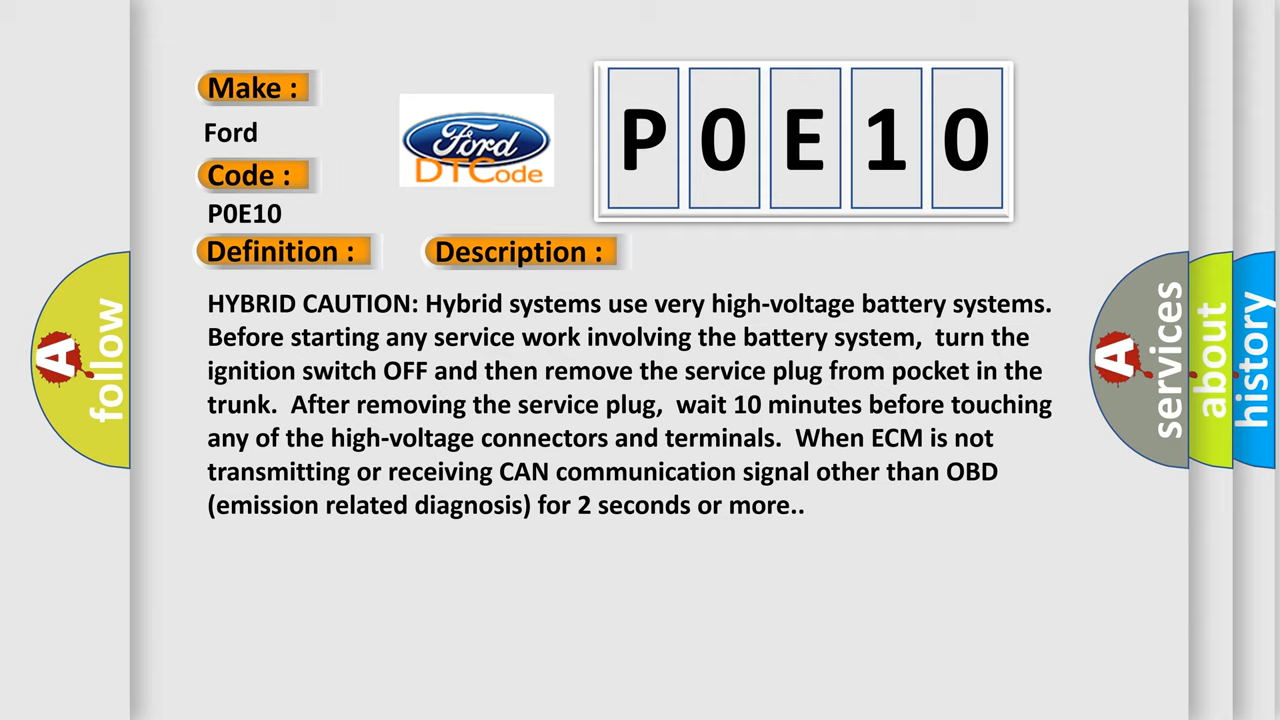 Make :
Ford
Code :
P0E10
Ford
DTCode
P 0 E 1 0
Definition :
Description :
HYBRID CAUTION: Hybrid systems use very high-voltage battery systems.
Before starting any service work involving the battery system, turn the
ignition switch OFF and then remove the service plug from pocket in the
trunk. After removing the service plug, wait 10 minutes before touching
any of the high-voltage connectors and terminals. When ECM is not
transmitting or receiving CAN communication signal other than OBD
(emission related diagnosis) for 2 seconds or more..
A
follow
A
services
about
history